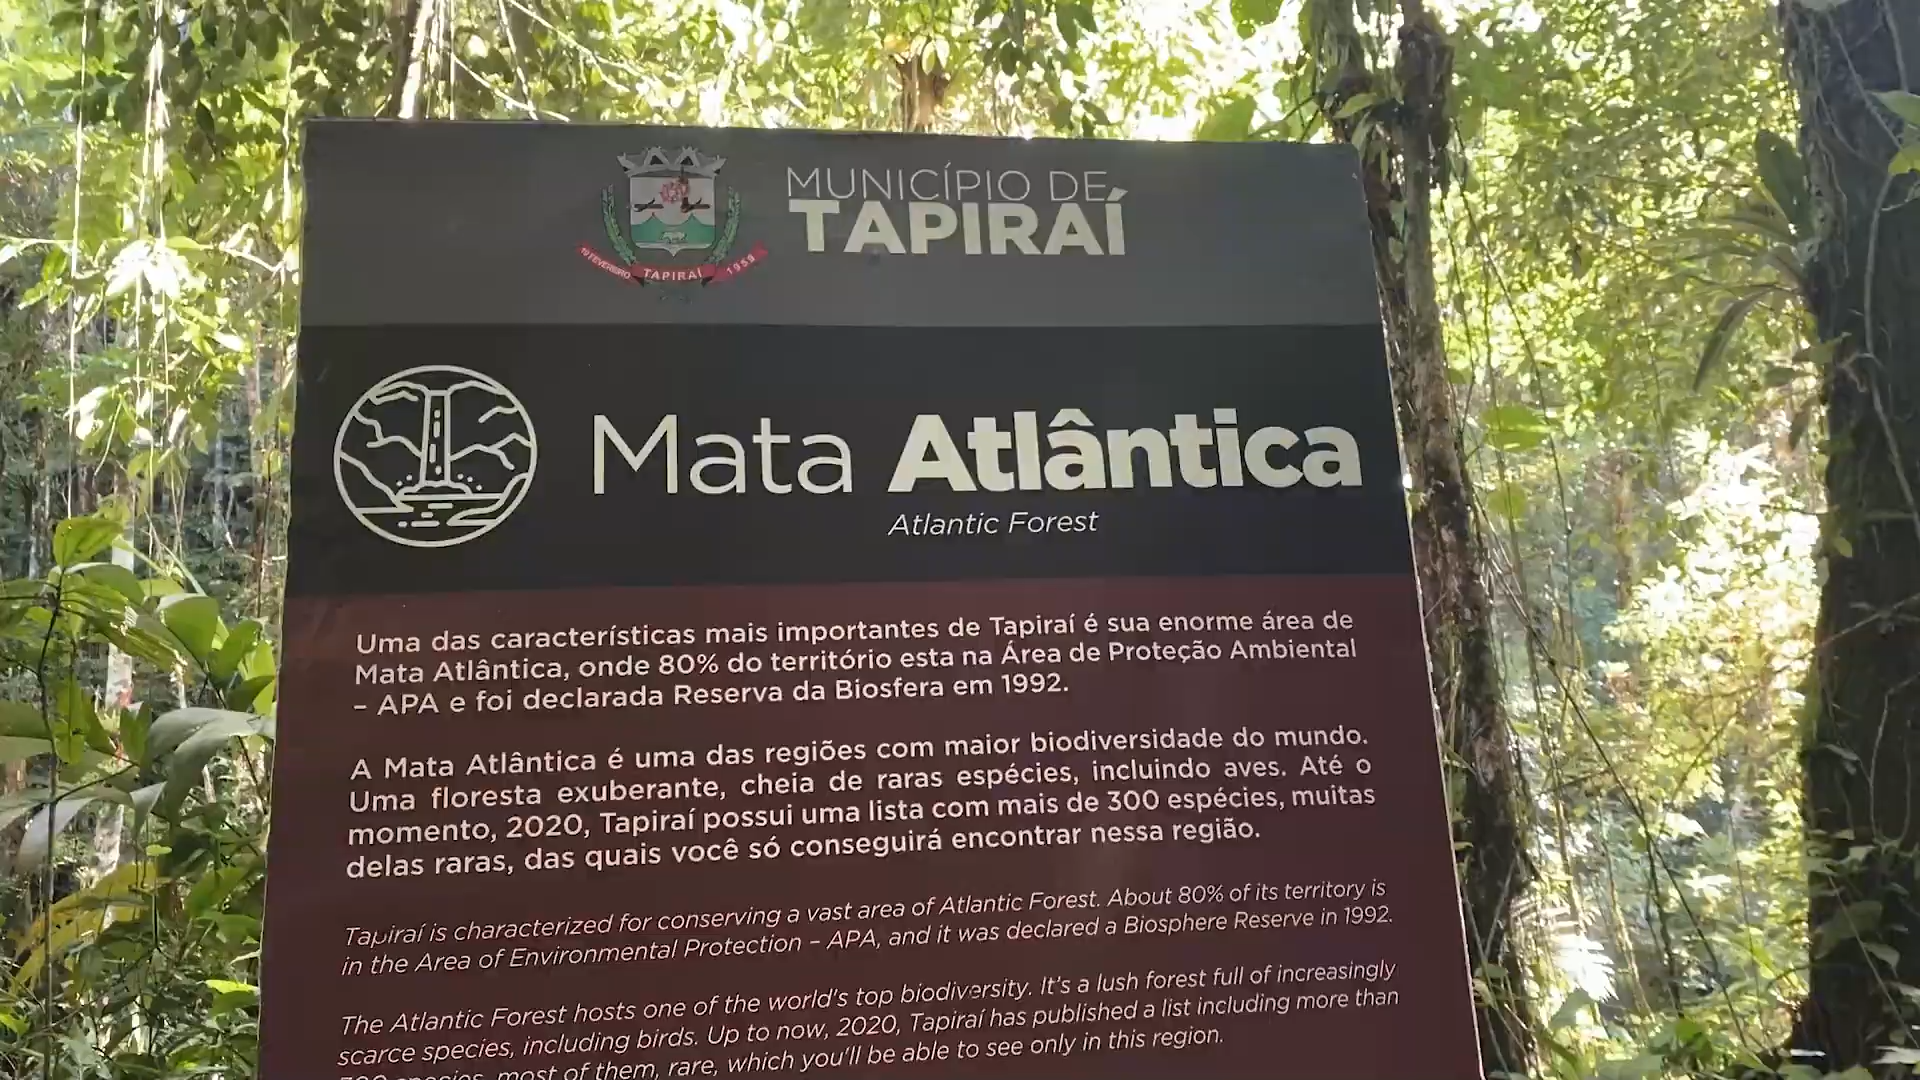 MUNICÍPIO DE
TAPIRAÍ
19 FEVEREIRO TAPIRAÍ 1959
Mata Atlântica
Atlantic Forest
Uma das características mais importantes de Tapiraí é sua enorme área de
Mata Atlântica, onde 80% do território esta na Área de Proteção Ambiental
– APA e foi declarada Reserva da Biosfera em 1992.
A Mata Atlântica é uma das regiões com maior biodiversidade do mundo.
Uma floresta exuberante, cheia de raras espécies, incluindo aves. Até o
momento, 2020, Tapiraí possui uma lista com mais de 300 espécies, muitas
delas raras, das quais você só conseguirá encontrar nessa região.
Tapiraí is characterized for conserving a vast area of Atlantic Forest. About 80% of its territory is
in the Area of Environmental Protection – APA, and it was declared a Biosphere Reserve in 1992.
The Atlantic Forest hosts one of the world's top biodiversity. It's a lush forest full of increasingly
scarce species, including birds. Up to now, 2020, Tapiraí has published a list including more than
300 species, most of them, rare, which you'll be able to see only in this region.